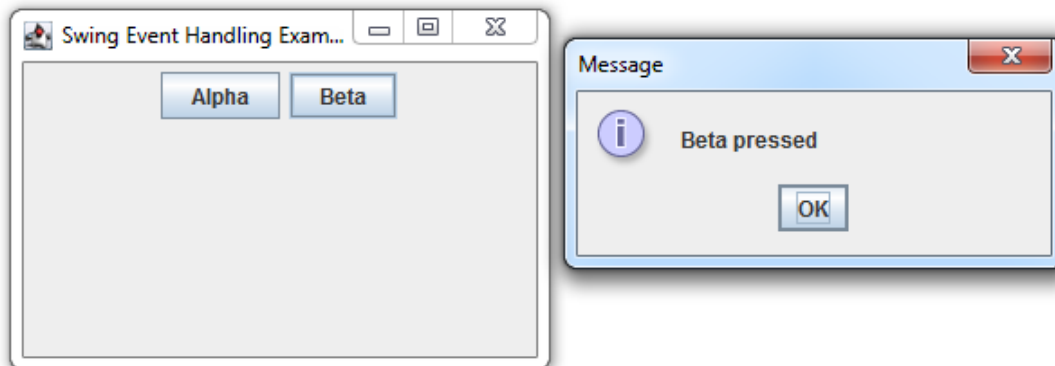 Swing Event Handling Exam...
Alpha
Beta
Message
i
Beta pressed
OK